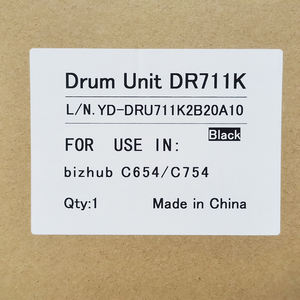 Drum Unit DR711K
L/N.YD-DRU711K2B20A10
Black
FOR USE IN:
bizhub C654/C754
Qty:1 Made in China